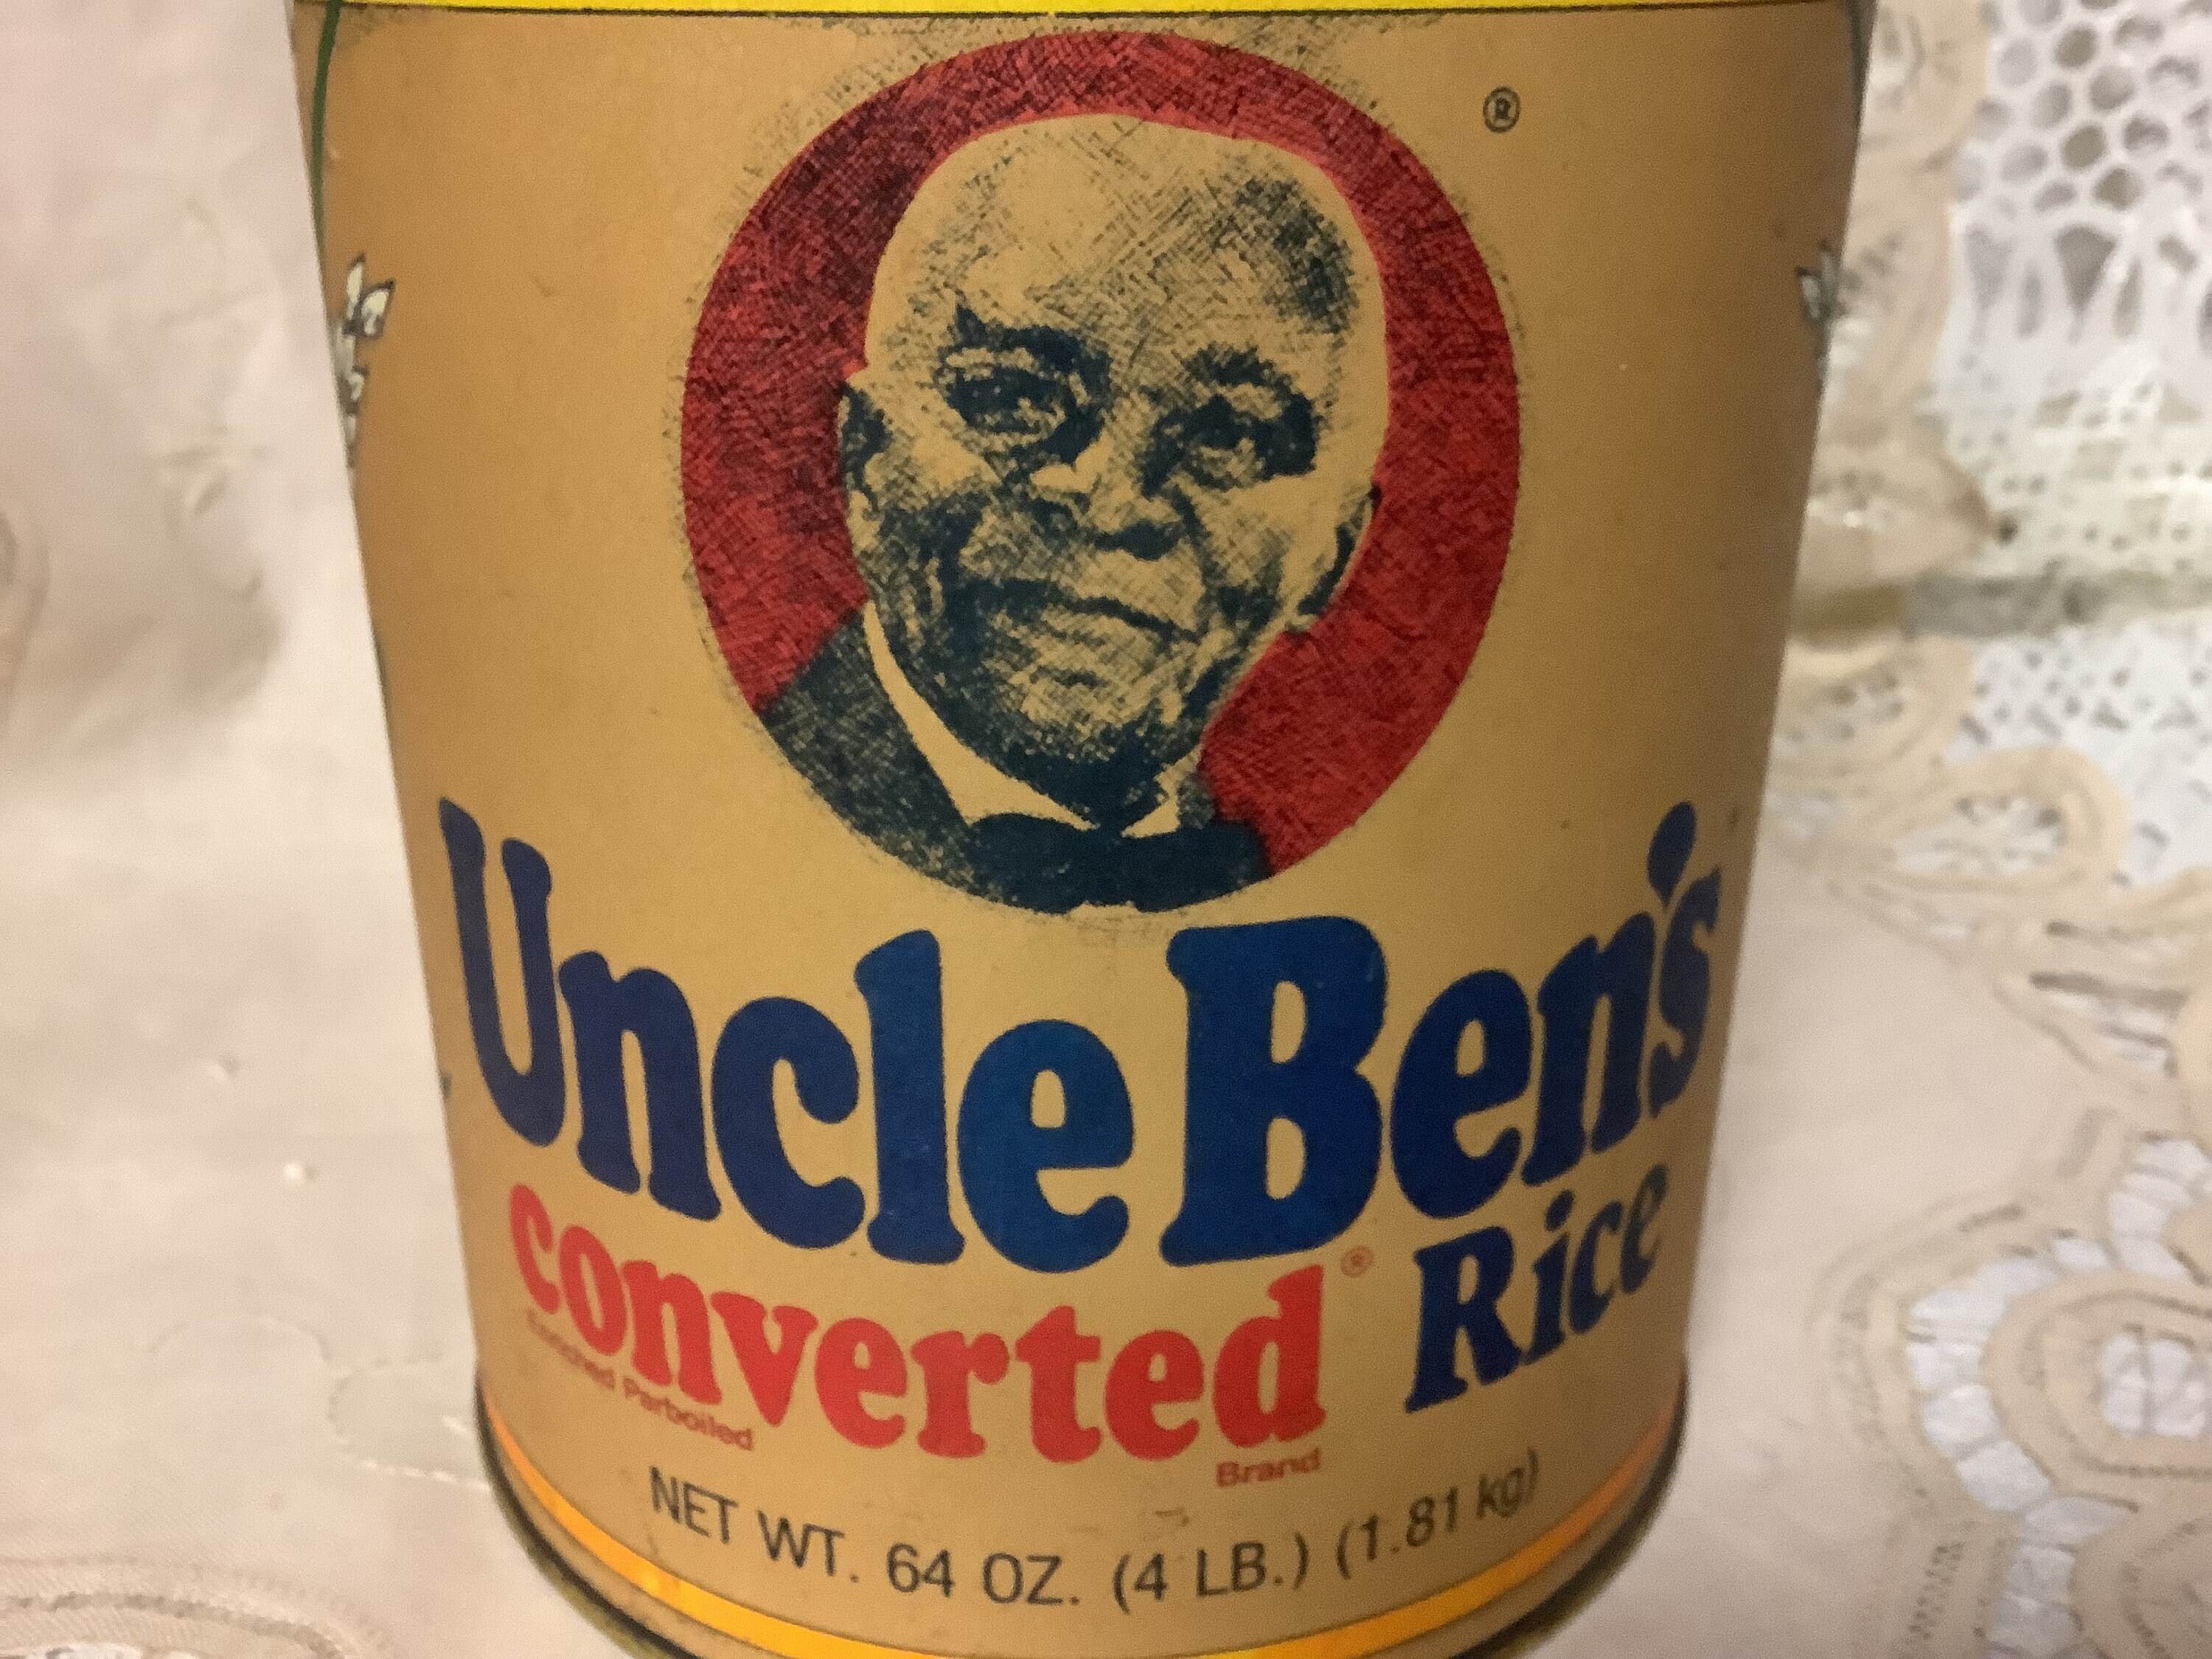 ®
Uncle Ben's
converted® Rice
Enriched Parboiled
Brand
NET WT. 64 OZ. (4 LB.) (1.81 kg)